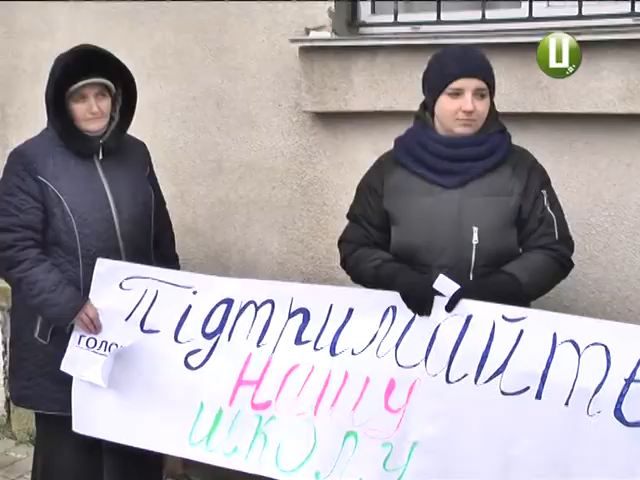 Ц
Підтримайте
нашу
школу
ГОЛО